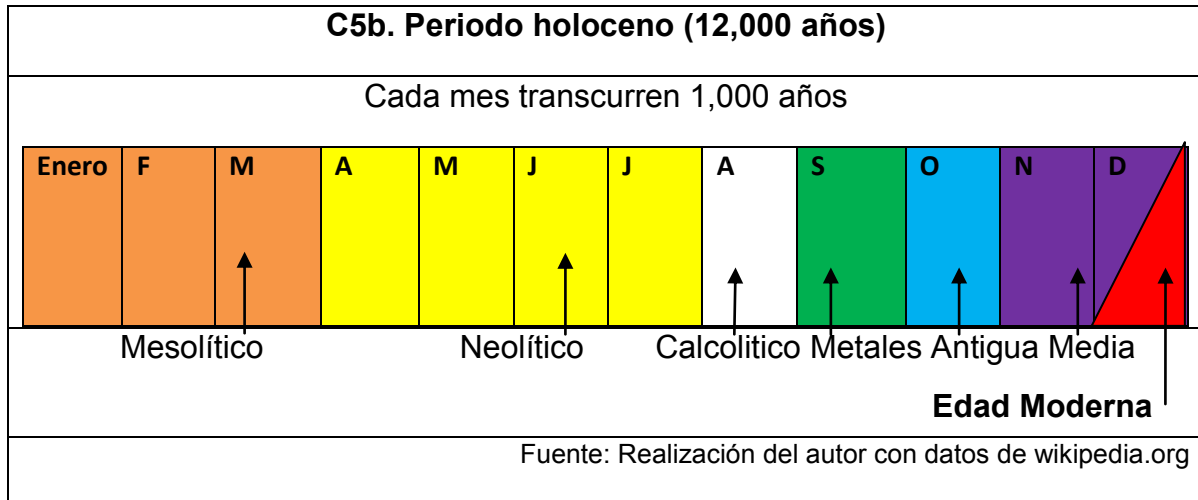 C5b. Periodo holoceno (12,000 años)
Cada mes transcurren 1,000 años
Enero F M A M J J A S O N D
Mesolítico Neolítico Calcolitico Metales Antigua Media
Edad Moderna
Fuente: Realización del autor con datos de wikipedia.org